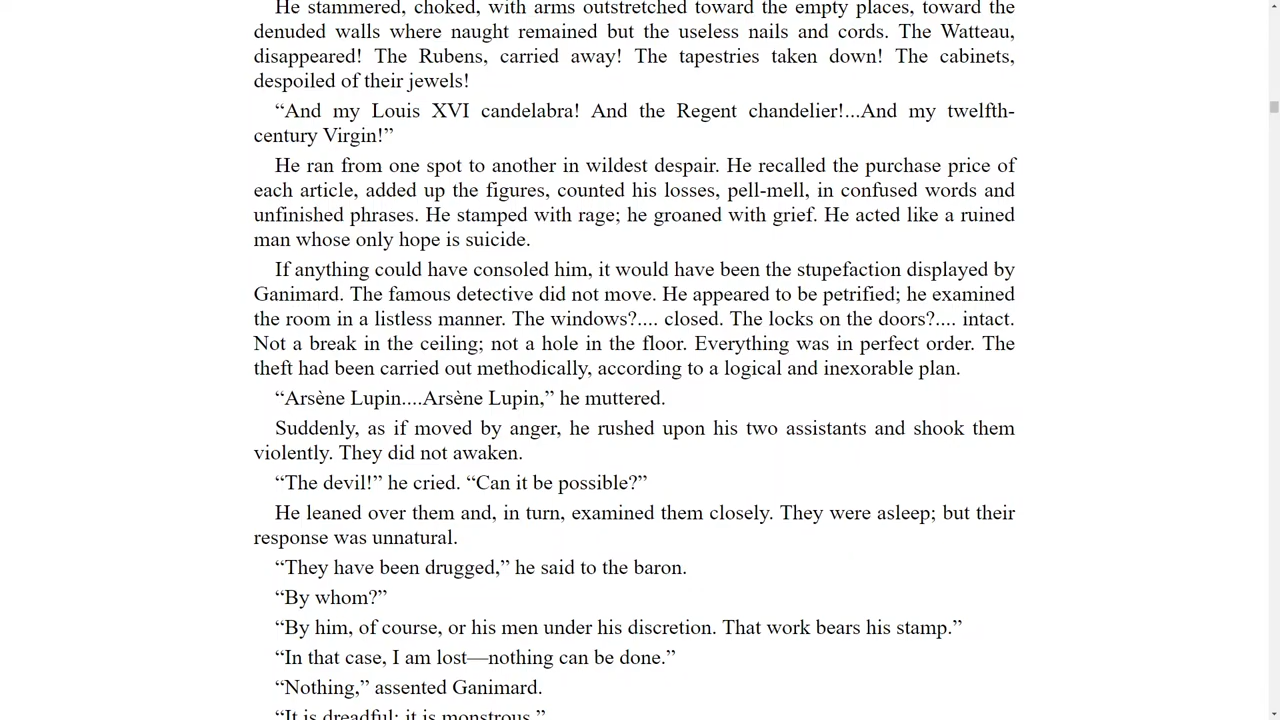 He stammered, choked, with arms outstretched toward the empty places, toward the
denuded walls where naught remained but the useless nails and cords. The Watteau,
disappeared! The Rubens, carried away! The tapestries taken down! The cabinets,
despoiled of their jewels!
“And my Louis XVI candelabra! And the Regent chandelier!...And my twelfth-
century Virgin!”
He ran from one spot to another in wildest despair. He recalled the purchase price of
each article, added up the figures, counted his losses, pell-mell, in confused words and
unfinished phrases. He stamped with rage; he groaned with grief. He acted like a ruined
man whose only hope is suicide.
If anything could have consoled him, it would have been the stupefaction displayed by
Ganimard. The famous detective did not move. He appeared to be petrified; he examined
the room in a listless manner. The windows?.... closed. The locks on the doors?.... intact.
Not a break in the ceiling; not a hole in the floor. Everything was in perfect order. The
theft had been carried out methodically, according to a logical and inexorable plan.
“Arsène Lupin....Arsène Lupin,” he muttered.
Suddenly, as if moved by anger, he rushed upon his two assistants and shook them
violently. They did not awaken.
“The devil!” he cried. “Can it be possible?”
He leaned over them and, in turn, examined them closely. They were asleep; but their
response was unnatural.
“They have been drugged,” he said to the baron.
“By whom?”
“By him, of course, or his men under his discretion. That work bears his stamp.”
“In that case, I am lost—nothing can be done.”
“Nothing,” assented Ganimard.
“It is dreadful; it is monstrous.”